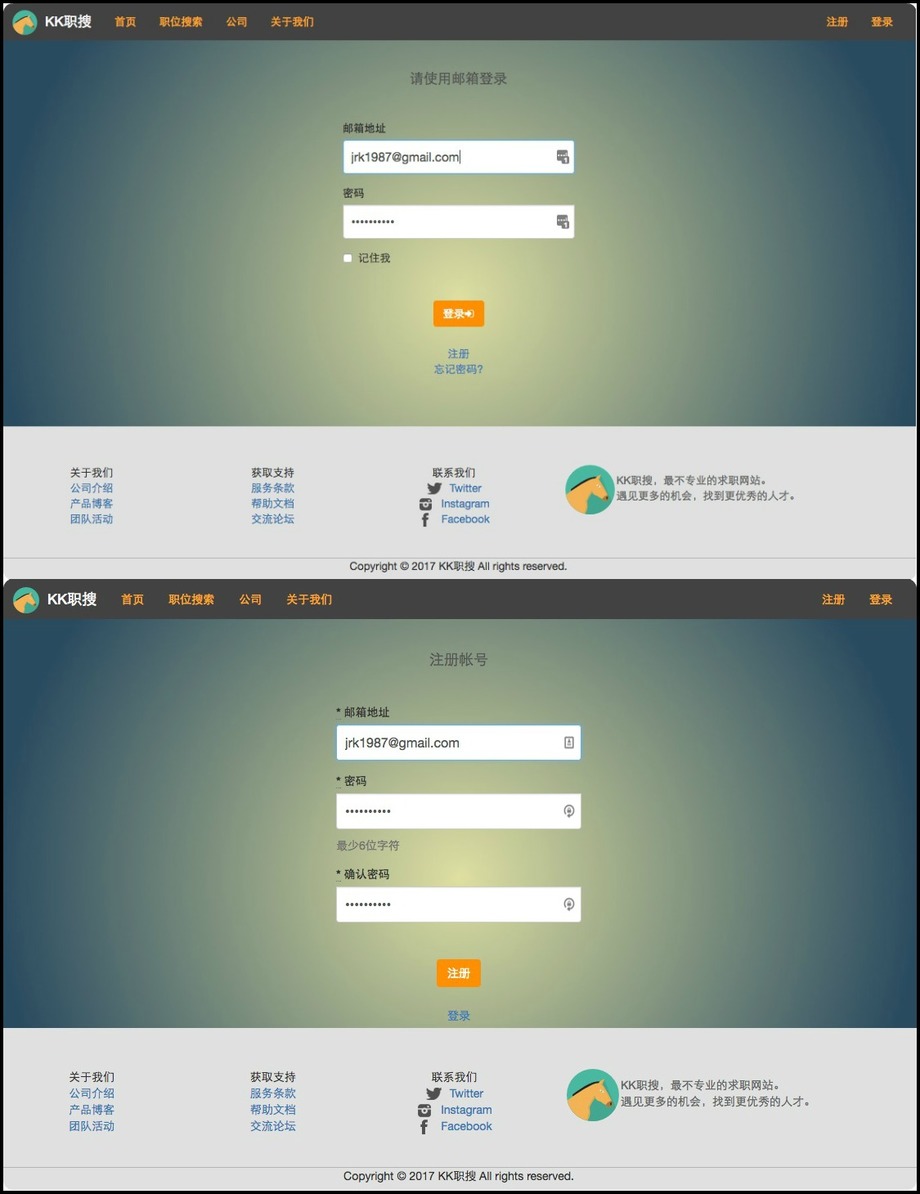 KK职搜 首页 职位搜索 公司 关于我们 注册 登录
请使用邮箱登录
邮箱地址
jrk1987@gmail.com
密码
••••••••••
记住我
登录
注册
忘记密码?
关于我们 获取支持 联系我们
公司介绍 服务条款 Twitter KK职搜，最不专业的求职网站。
产品博客 帮助文档 Instagram 遇见更多的机会，找到更优秀的人才。
团队活动 交流论坛 Facebook
Copyright © 2017 KK职搜 All rights reserved.
KK职搜 首页 职位搜索 公司 关于我们 注册 登录
注册帐号
* 邮箱地址
jrk1987@gmail.com
* 密码
••••••••••
最少6位字符
* 确认密码
••••••••••
注册
登录
关于我们 获取支持 联系我们
公司介绍 服务条款 Twitter KK职搜，最不专业的求职网站。
产品博客 帮助文档 Instagram 遇见更多的机会，找到更优秀的人才。
团队活动 交流论坛 Facebook
Copyright © 2017 KK职搜 All rights reserved.